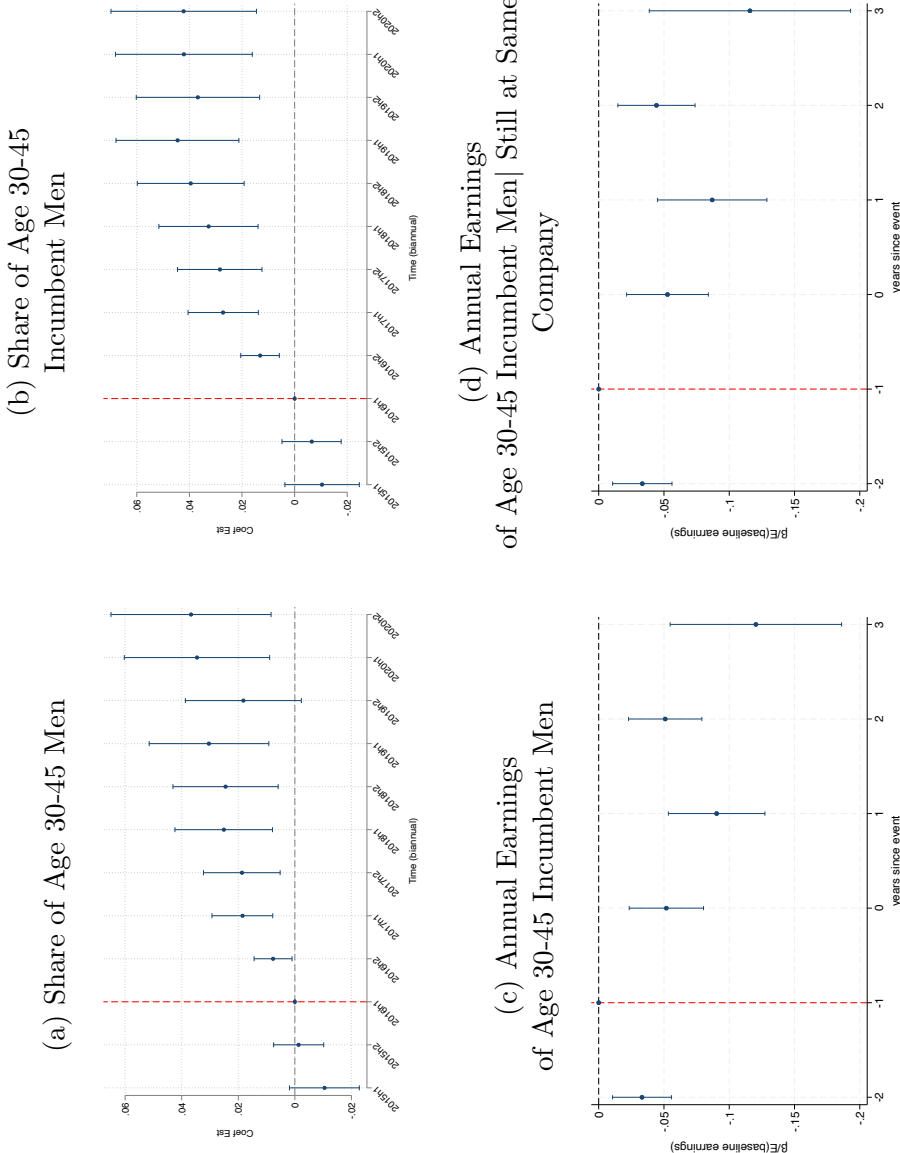 (a) Share of Age 30-45 Men
Coef Est
.06
.04
.02
0
-.02
2015h1
2015h2
2016h1
2016h2
2017h1
2017h2
2018h1
2018h2
2019h1
2019h2
2020h1
2020h2
Time (biannual)
(b) Share of Age 30-45
Incumbent Men
Coef Est
.06
.04
.02
0
-.02
2015h1
2015h2
2016h1
2016h2
2017h1
2017h2
2018h1
2018h2
2019h1
2019h2
2020h1
2020h2
Time (biannual)
(c) Annual Earnings
of Age 30-45 Incumbent Men
β/E(baseline earnings)
0
-.05
-.1
-.15
-.2
-2
-1
0
1
2
3
years since event
(d) Annual Earnings
of Age 30-45 Incumbent Men| Still at Same
Company
β/E(baseline earnings)
0
-.05
-.1
-.15
-.2
-2
-1
0
1
2
3
years since event